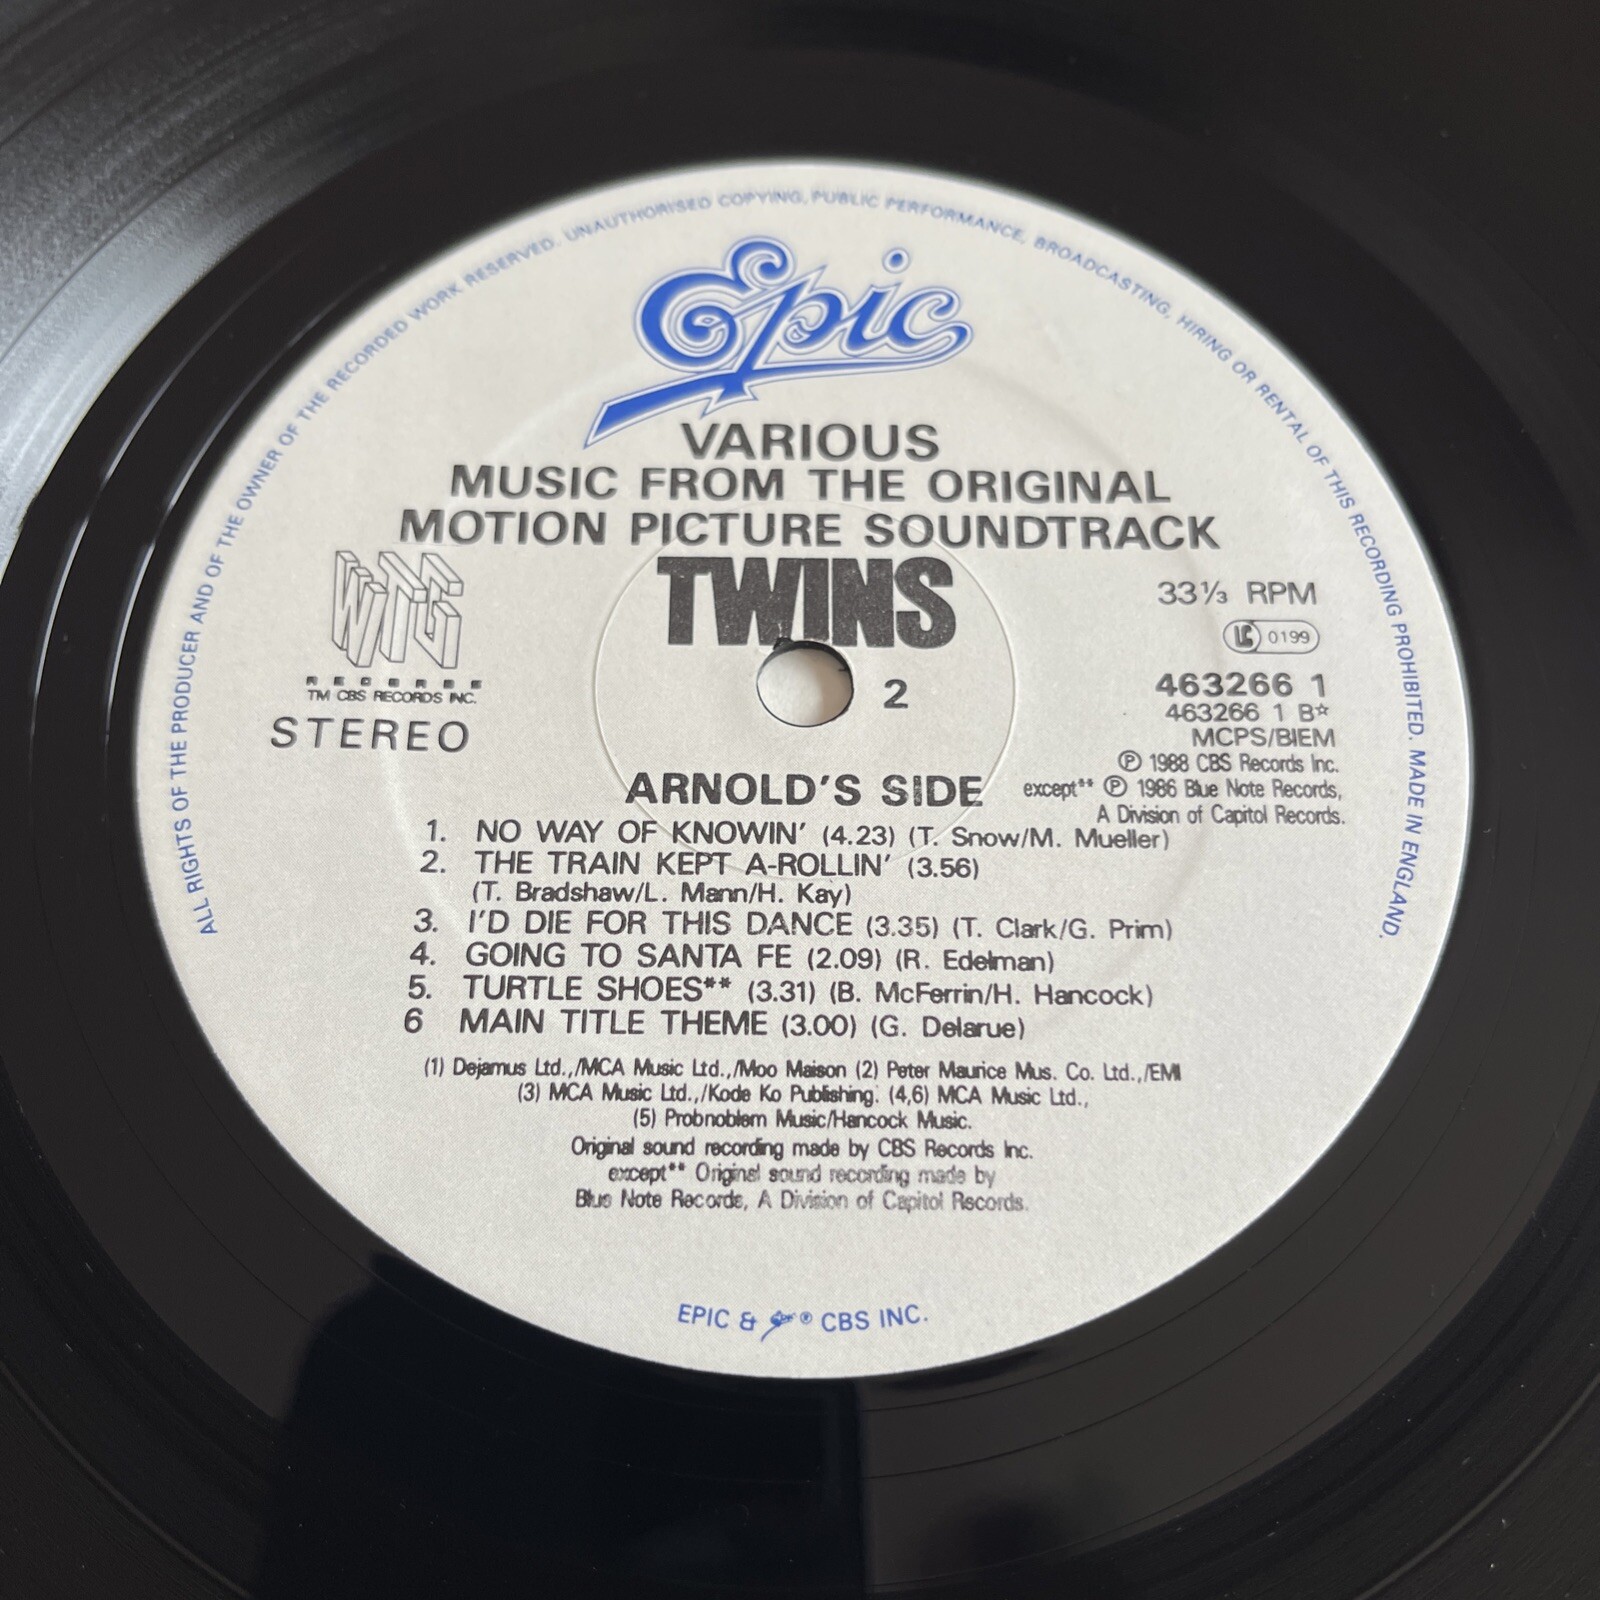 ALL RIGHTS OF THE PRODUCER AND OF THE OWNER OF THE RECORDED WORK RESERVED. UNAUTHORISED COPYING, PUBLIC PERFORMANCE, BROADCASTING, HIRING OR RENTAL OF THIS RECORDING PROHIBITED. MADE IN ENGLAND.
Epic
VARIOUS
MUSIC FROM THE ORIGINAL
MOTION PICTURE SOUNDTRACK
TWINS
WTG
RECORDS
TM CBS RECORDS INC.
STEREO
33⅓ RPM
LC 0199
2
463266 1
463266 1 B☆
MCPS/BIEM
℗ 1988 CBS Records Inc.
except** ℗ 1986 Blue Note Records,
A Division of Capitol Records.
ARNOLD'S SIDE
1. NO WAY OF KNOWIN' (4.23) (T. Snow/M. Mueller)
2. THE TRAIN KEPT A-ROLLIN' (3.56)
(T. Bradshaw/L. Mann/H. Kay)
3. I'D DIE FOR THIS DANCE (3.35) (T. Clark/G. Prim)
4. GOING TO SANTA FE (2.09) (R. Edelman)
5. TURTLE SHOES** (3.31) (B. McFerrin/H. Hancock)
6 MAIN TITLE THEME (3.00) (G. Delarue)
(1) Dejamus Ltd.,/MCA Music Ltd.,/Moo Maison (2) Peter Maurice Mus. Co. Ltd.,/EMI
(3) MCA Music Ltd.,/Kode Ko Publishing. (4,6) MCA Music Ltd.,
(5) Probnoblem Music/Hancock Music.
Original sound recording made by CBS Records Inc.
except** Original sound recording made by
Blue Note Records, A Division of Capitol Records.
EPIC & ® CBS INC.